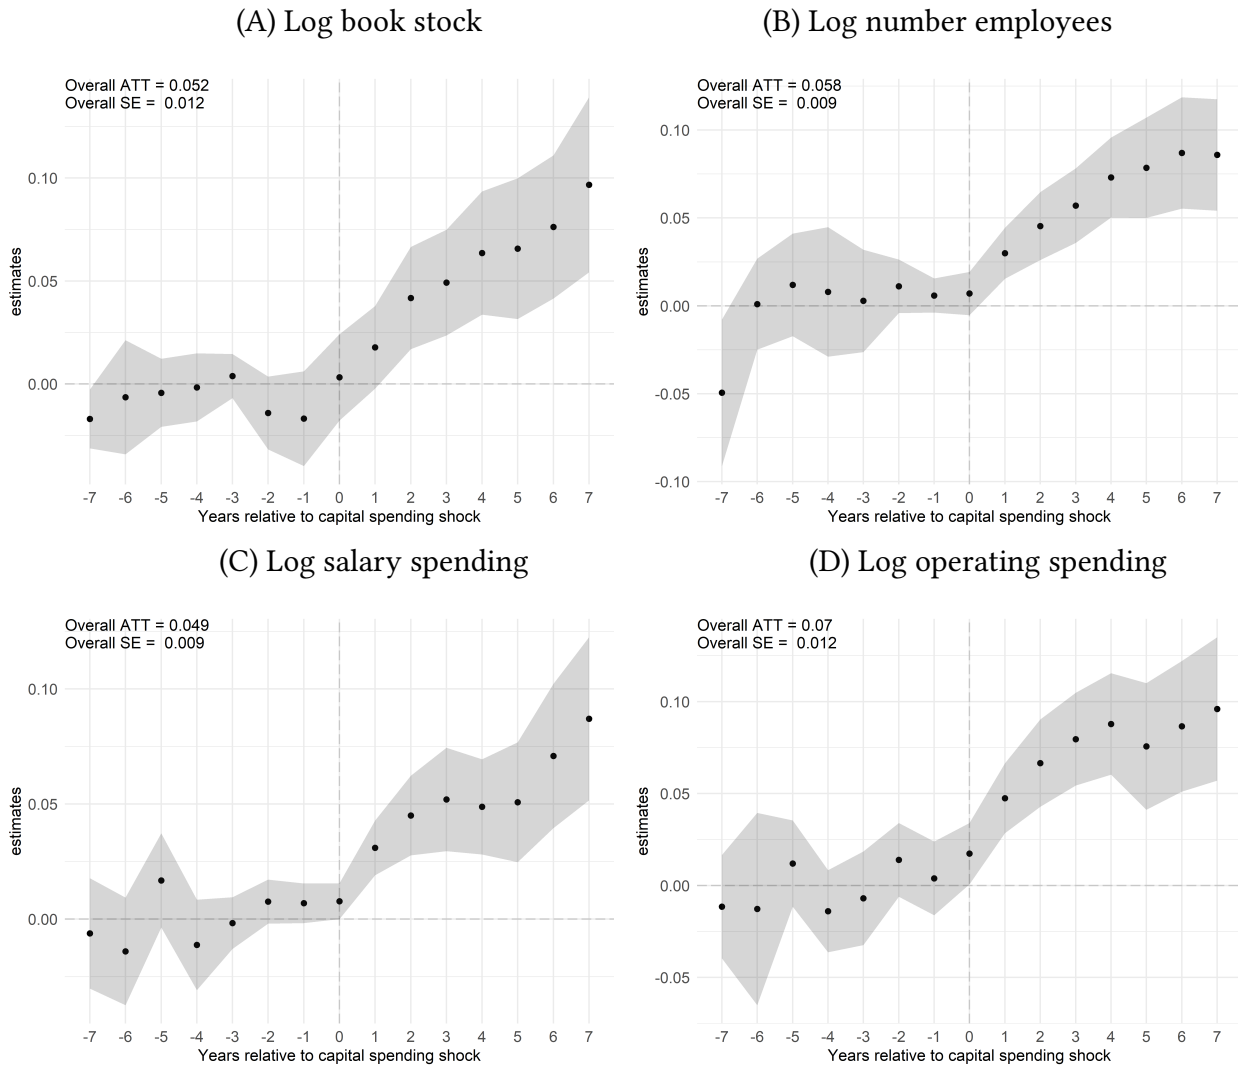 (A) Log book stock
Overall ATT = 0.052
Overall SE = 0.012
0.10
0.05
0.00
estimates
-7 -6 -5 -4 -3 -2 -1 0 1 2 3 4 5 6 7
Years relative to capital spending shock
(B) Log number employees
Overall ATT = 0.058
Overall SE = 0.009
0.10
0.05
0.00
-0.05
-0.10
estimates
-7 -6 -5 -4 -3 -2 -1 0 1 2 3 4 5 6 7
Years relative to capital spending shock
(C) Log salary spending
Overall ATT = 0.049
Overall SE = 0.009
0.10
0.05
0.00
estimates
-7 -6 -5 -4 -3 -2 -1 0 1 2 3 4 5 6 7
Years relative to capital spending shock
(D) Log operating spending
Overall ATT = 0.07
Overall SE = 0.012
0.10
0.05
0.00
-0.05
estimates
-7 -6 -5 -4 -3 -2 -1 0 1 2 3 4 5 6 7
Years relative to capital spending shock